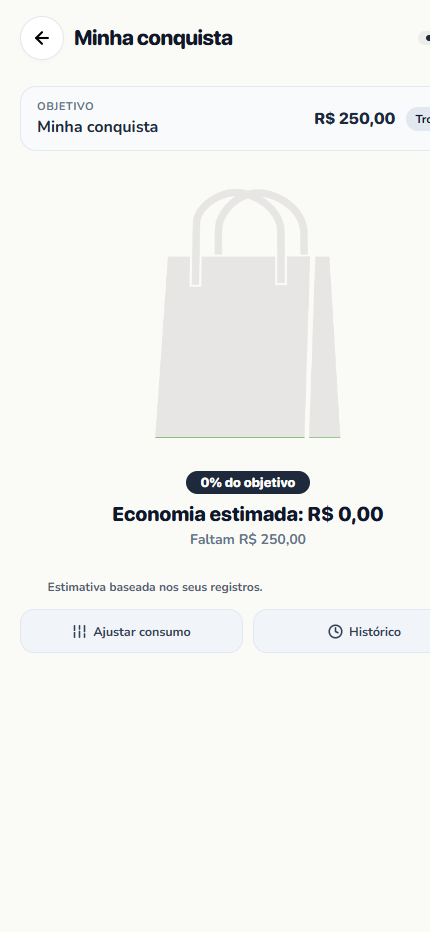 Minha conquista
OBJETIVO
Minha conquista
R$ 250,00
0% do objetivo
Economia estimada: R$ 0,00
Faltam R$ 250,00
Estimativa baseada nos seus registros.
Ajustar consumo
Histórico